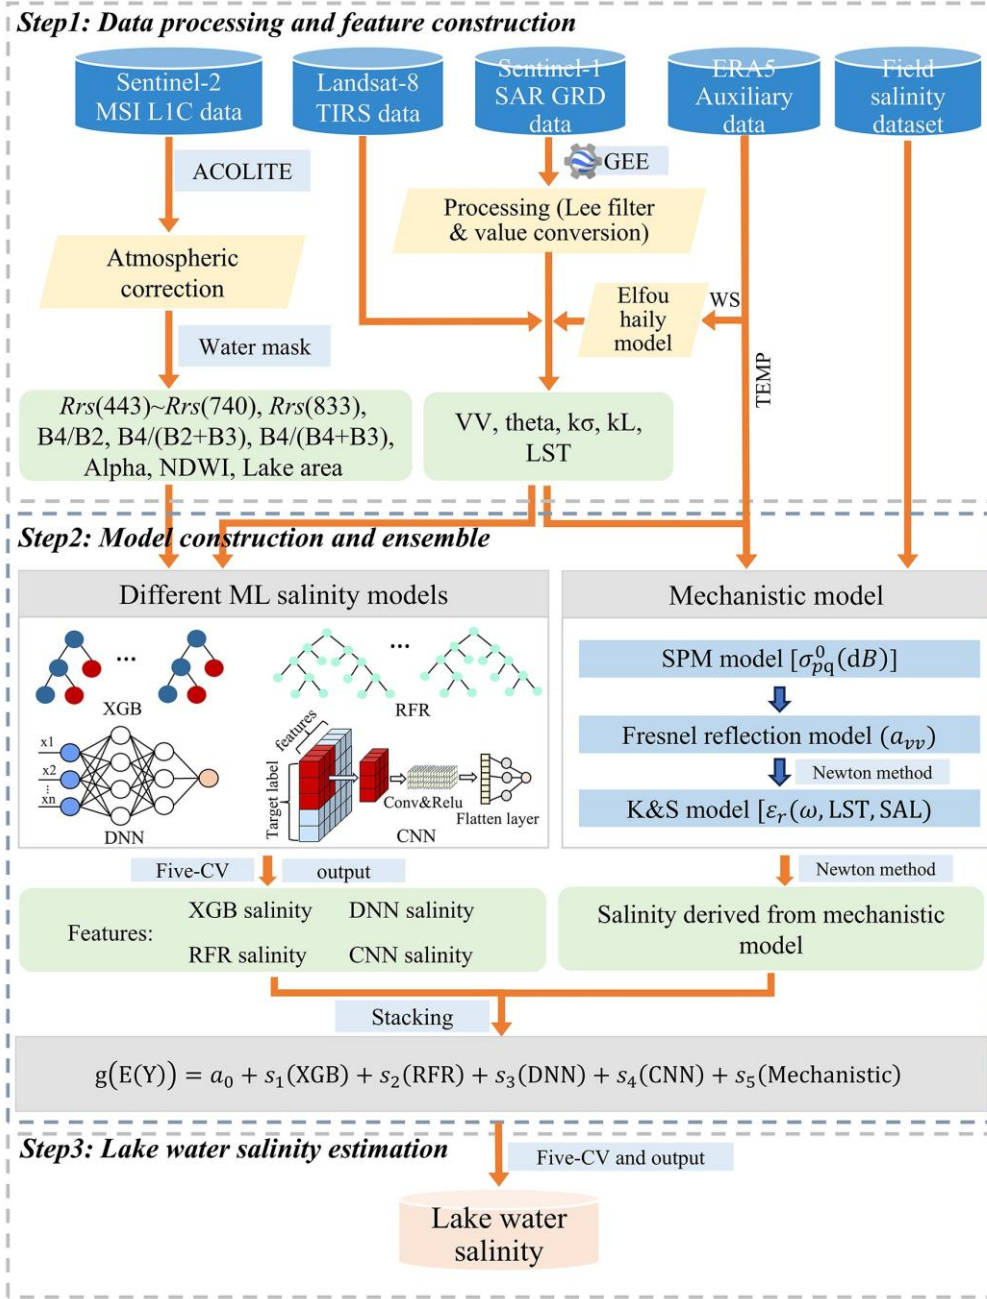 Step1: Data processing and feature construction
Sentinel-2
MSI L1C data
Landsat-8
TIRS data
Sentinel-1
SAR GRD
data
ERA5
Auxiliary
data
Field
salinity
dataset
ACOLITE
GEE
Processing (Lee filter
& value conversion)
Atmospheric
correction
Elfou
haily
model
WS
TEMP
Water mask
Rrs(443)~Rrs(740), Rrs(833),
B4/B2, B4/(B2+B3), B4/(B4+B3),
Alpha, NDWI, Lake area
VV, theta, kσ, kL,
LST
Step2: Model construction and ensemble
Different ML salinity models
XGB
...
RFR
...
x1
x2
⋮
xn
DNN
features
Target label
Conv&Relu
Flatten layer
CNN
Mechanistic model
SPM model [σ⁰pq(dB)]
Fresnel reflection model (aᵥᵥ)
Newton method
K&S model [εᵣ(ω, LST, SAL)
Five-CV
output
Newton method
Features:
XGB salinity
DNN salinity
RFR salinity
CNN salinity
Salinity derived from mechanistic
model
Stacking
g(E(Y)) = a₀ + s₁(XGB) + s₂(RFR) + s₃(DNN) + s₄(CNN) + s₅(Mechanistic)
Step3: Lake water salinity estimation
Five-CV and output
Lake water
salinity